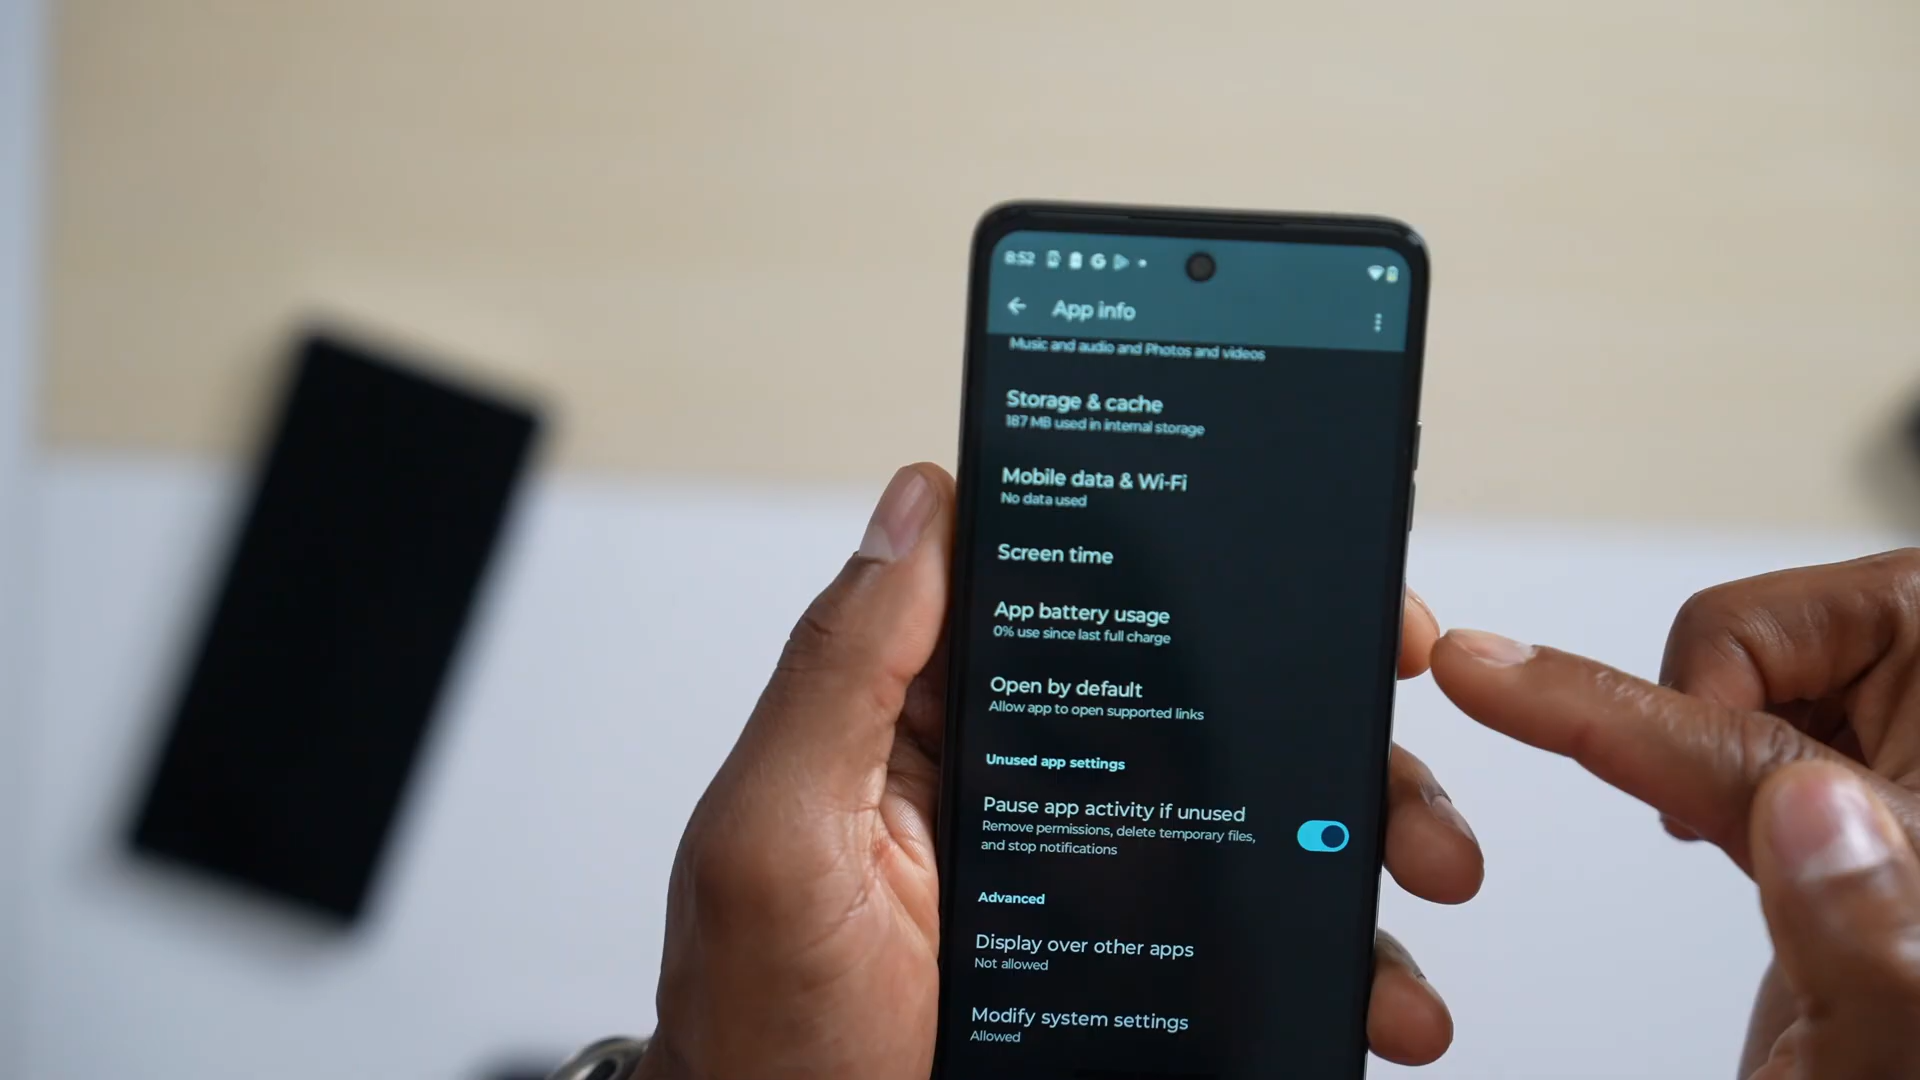 8:52
App info
Music and audio and Photos and videos
Storage & cache
187 MB used in internal storage
Mobile data & Wi-Fi
No data used
Screen time
App battery usage
0% use since last full charge
Open by default
Allow app to open supported links
Unused app settings
Pause app activity if unused
Remove permissions, delete temporary files,
and stop notifications
Advanced
Display over other apps
Not allowed
Modify system settings
Allowed